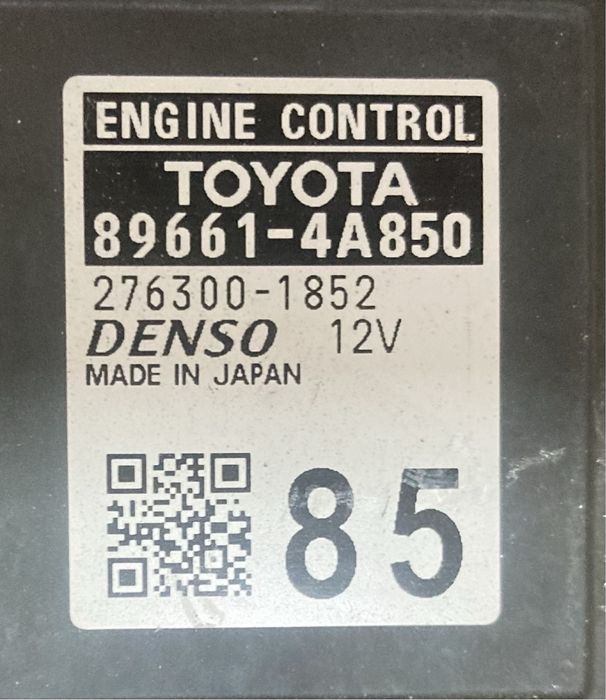 ENGINE CONTROL
TOYOTA
89661-4A850
276300-1852
DENSO 12V
MADE IN JAPAN
85